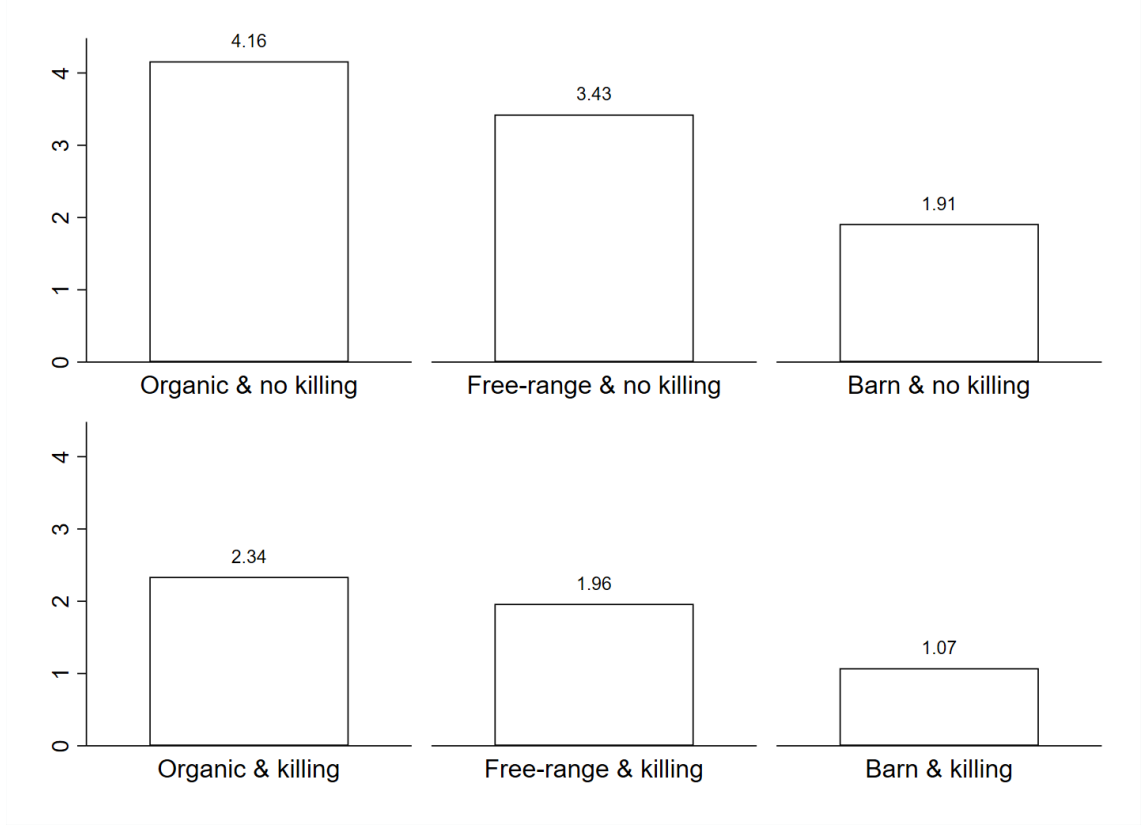 4.16
3.43
1.91
4
3
2
1
0
Organic & no killing
Free-range & no killing
Barn & no killing
2.34
1.96
1.07
4
3
2
1
0
Organic & killing
Free-range & killing
Barn & killing